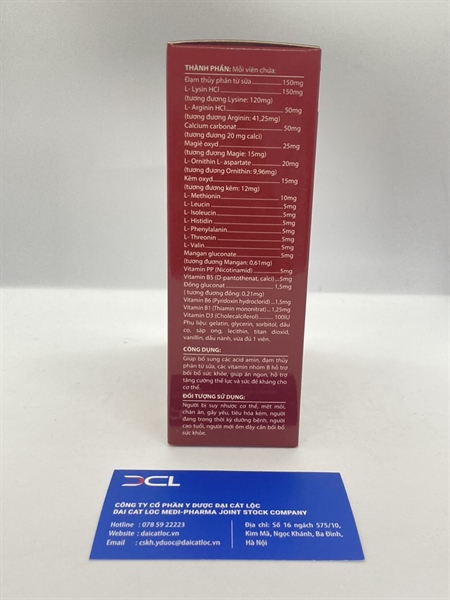 THÀNH PHẦN: Mỗi viên chứa:
Đạm thủy phân từ sữa 150mg
L- Lysin HCl 150mg
(tương đương Lysine: 120mg)
L- Arginin HCl 50mg
(tương đương Arginin: 41,25mg)
Calcium carbonat 50mg
(tương đương 20 mg calci)
Magiê oxyd 25mg
(tương đương Magie: 15mg)
L- Ornithin L- aspartate 20mg
(tương đương Ornithin: 9,96mg)
Kẽm oxyd 15mg
(tương đương kẽm: 12mg)
L- Methionin 10mg
L- Leucin 5mg
L- Isoleucin 5mg
L- Histidin 5mg
L- Phenylalanin 5mg
L- Threonin 5mg
L- Valin 5mg
Mangan gluconate 5mg
(tương đương Mangan: 0,61mg)
Vitamin PP (Nicotinamid) 5mg
Vitamin B5 (D-pantothenat, calci) 5mg
Đồng gluconat 1,5mg
( tương đương đồng: 0,21mg)
Vitamin B6 (Pyridoxin hydroclorid) 1,5mg
Vitamin B1 (Thiamin mononitrat) 1,25mg
Vitamin D3 (Cholecalciferol) 100IU
Phụ liệu: gelatin, glycerin, sorbitol, dầu
cọ, sáp ong, lecithin, titan dioxid,
vanillin, dầu nành, vừa đủ 1 viên.
CÔNG DỤNG:
Giúp bổ sung các acid amin, đạm thủy
phân từ sữa, các vitamin nhóm B hỗ trợ
bồi bổ sức khỏe, giúp ăn ngon, hỗ trợ
tăng cường thể lực và sức đề kháng cho
cơ thể.
ĐỐI TƯỢNG SỬ DỤNG:
Người bị suy nhược cơ thể, mệt mỏi,
chán ăn, gầy yếu, tiêu hóa kém, người
đang trong thời kỳ dưỡng bệnh, người
cao tuổi, người mới ốm dậy cần bồi bổ
sức khỏe.
DCL
CÔNG TY CỔ PHẦN Y DƯỢC ĐẠI CÁT LỘC
DAI CAT LOC MEDI-PHARMA JOINT STOCK COMPANY
Hotline : 078 59 22223
Website : daicatloc.vn
Email : cskh.yduoc@daicatloc.vn
Địa chỉ: Số 16 ngách 575/10,
Kim Mã, Ngọc Khánh, Ba Đình,
Hà Nội